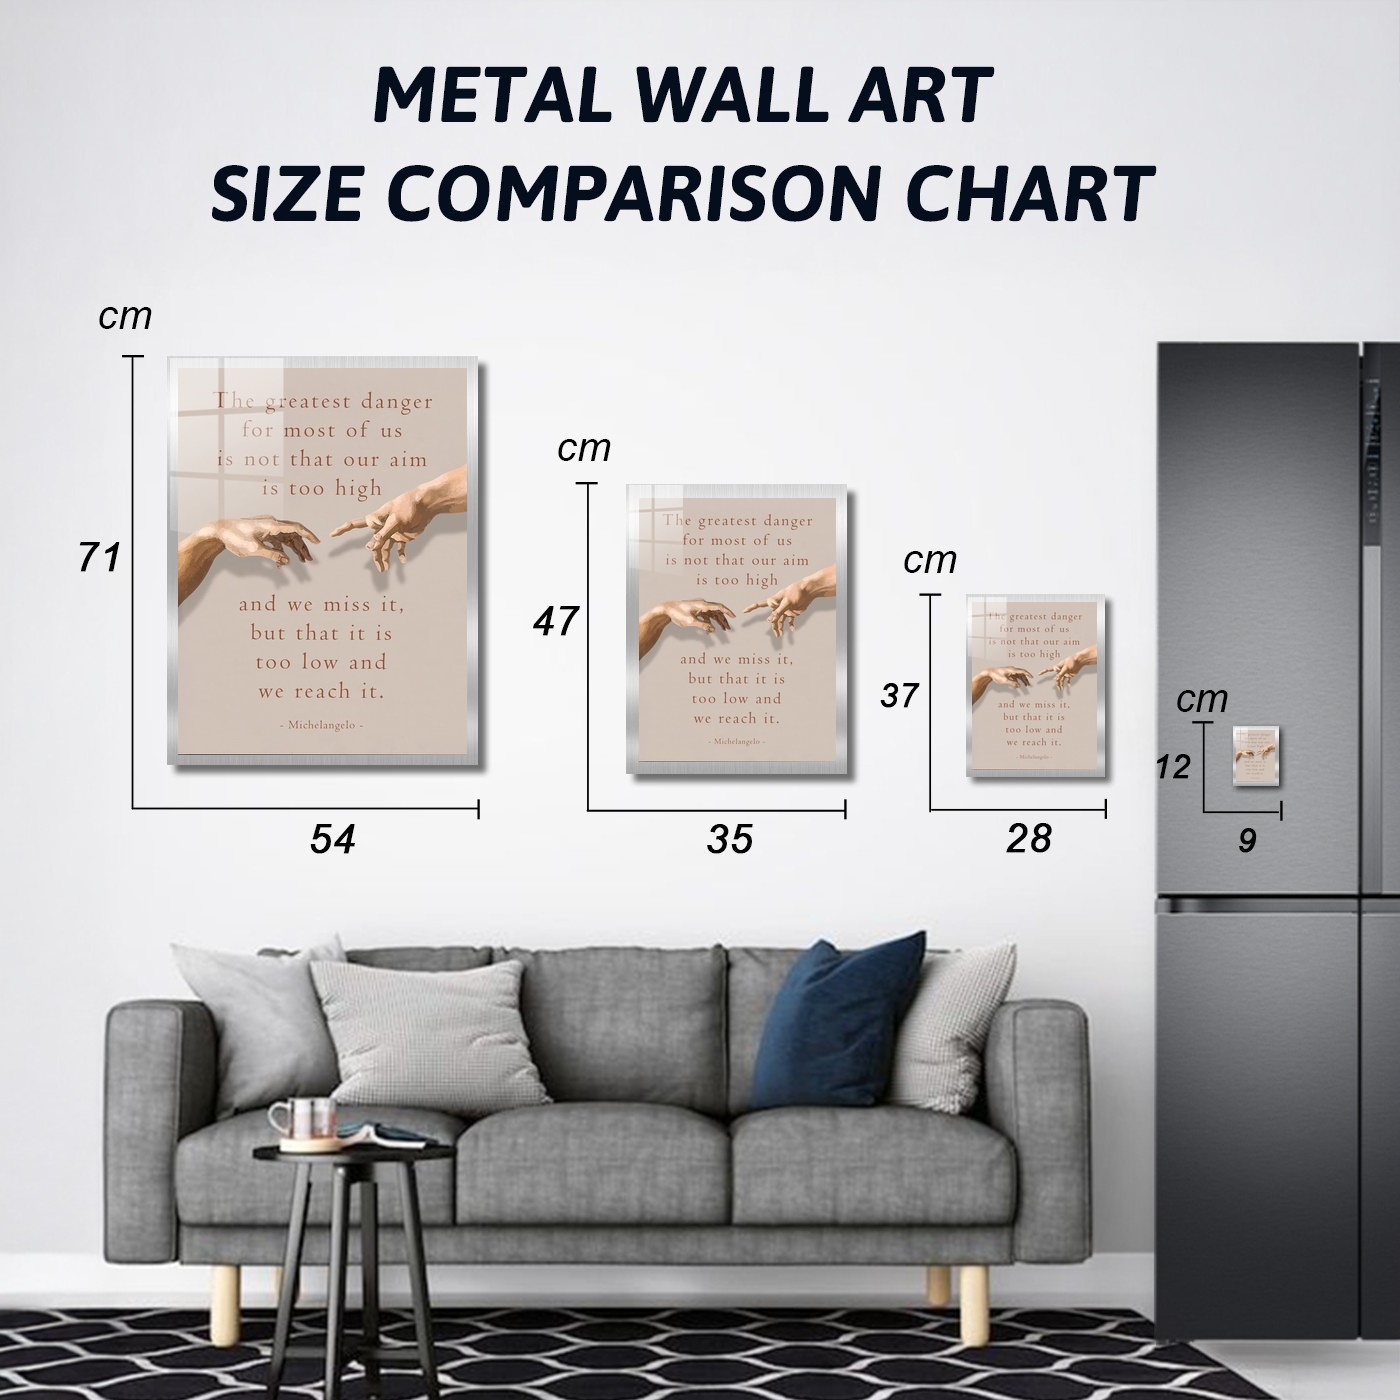 METAL WALL ART
SIZE COMPARISON CHART
cm
71
54
The greatest danger
for most of us
is not that our aim
is too high
and we miss it,
but that it is
too low and
we reach it.
- Michelangelo -
cm
47
35
The greatest danger
for most of us
is not that our aim
is too high
and we miss it,
but that it is
too low and
we reach it.
- Michelangelo -
cm
37
28
The greatest danger
for most of us
is not that our aim
is too high
and we miss it,
but that it is
too low and
we reach it.
- Michelangelo -
cm
12
9